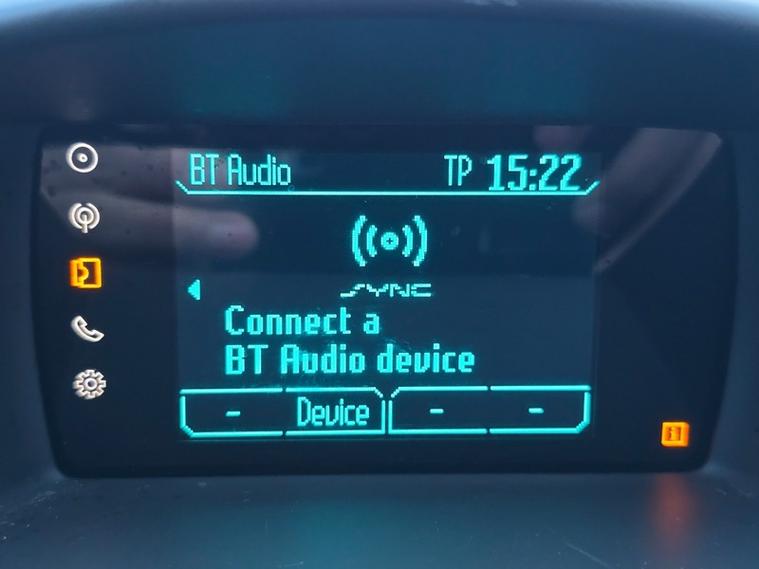 BT Audio TP 15:22
SYNC
Connect a
BT Audio device
- Device - -
i